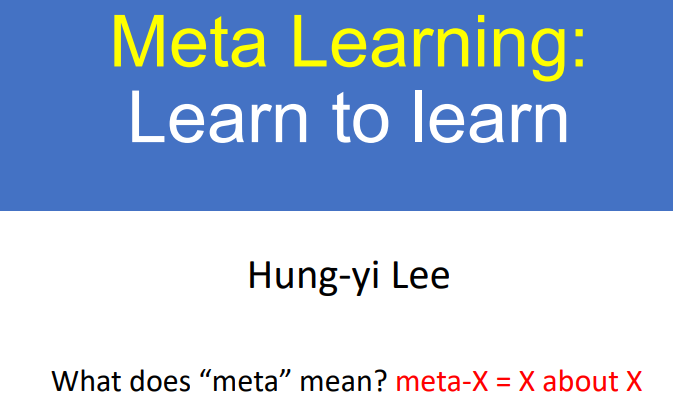 Meta Learning:
Learn to learn
Hung-yi Lee
What does “meta” mean? meta-X = X about X